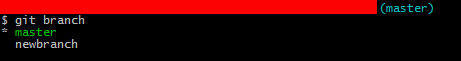 (master)
$ git branch
* master
newbranch